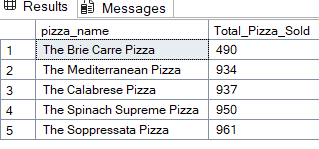 Results Messages
pizza_name Total_Pizza_Sold
1 The Brie Carre Pizza 490
2 The Mediterranean Pizza 934
3 The Calabrese Pizza 937
4 The Spinach Supreme Pizza 950
5 The Soppressata Pizza 961